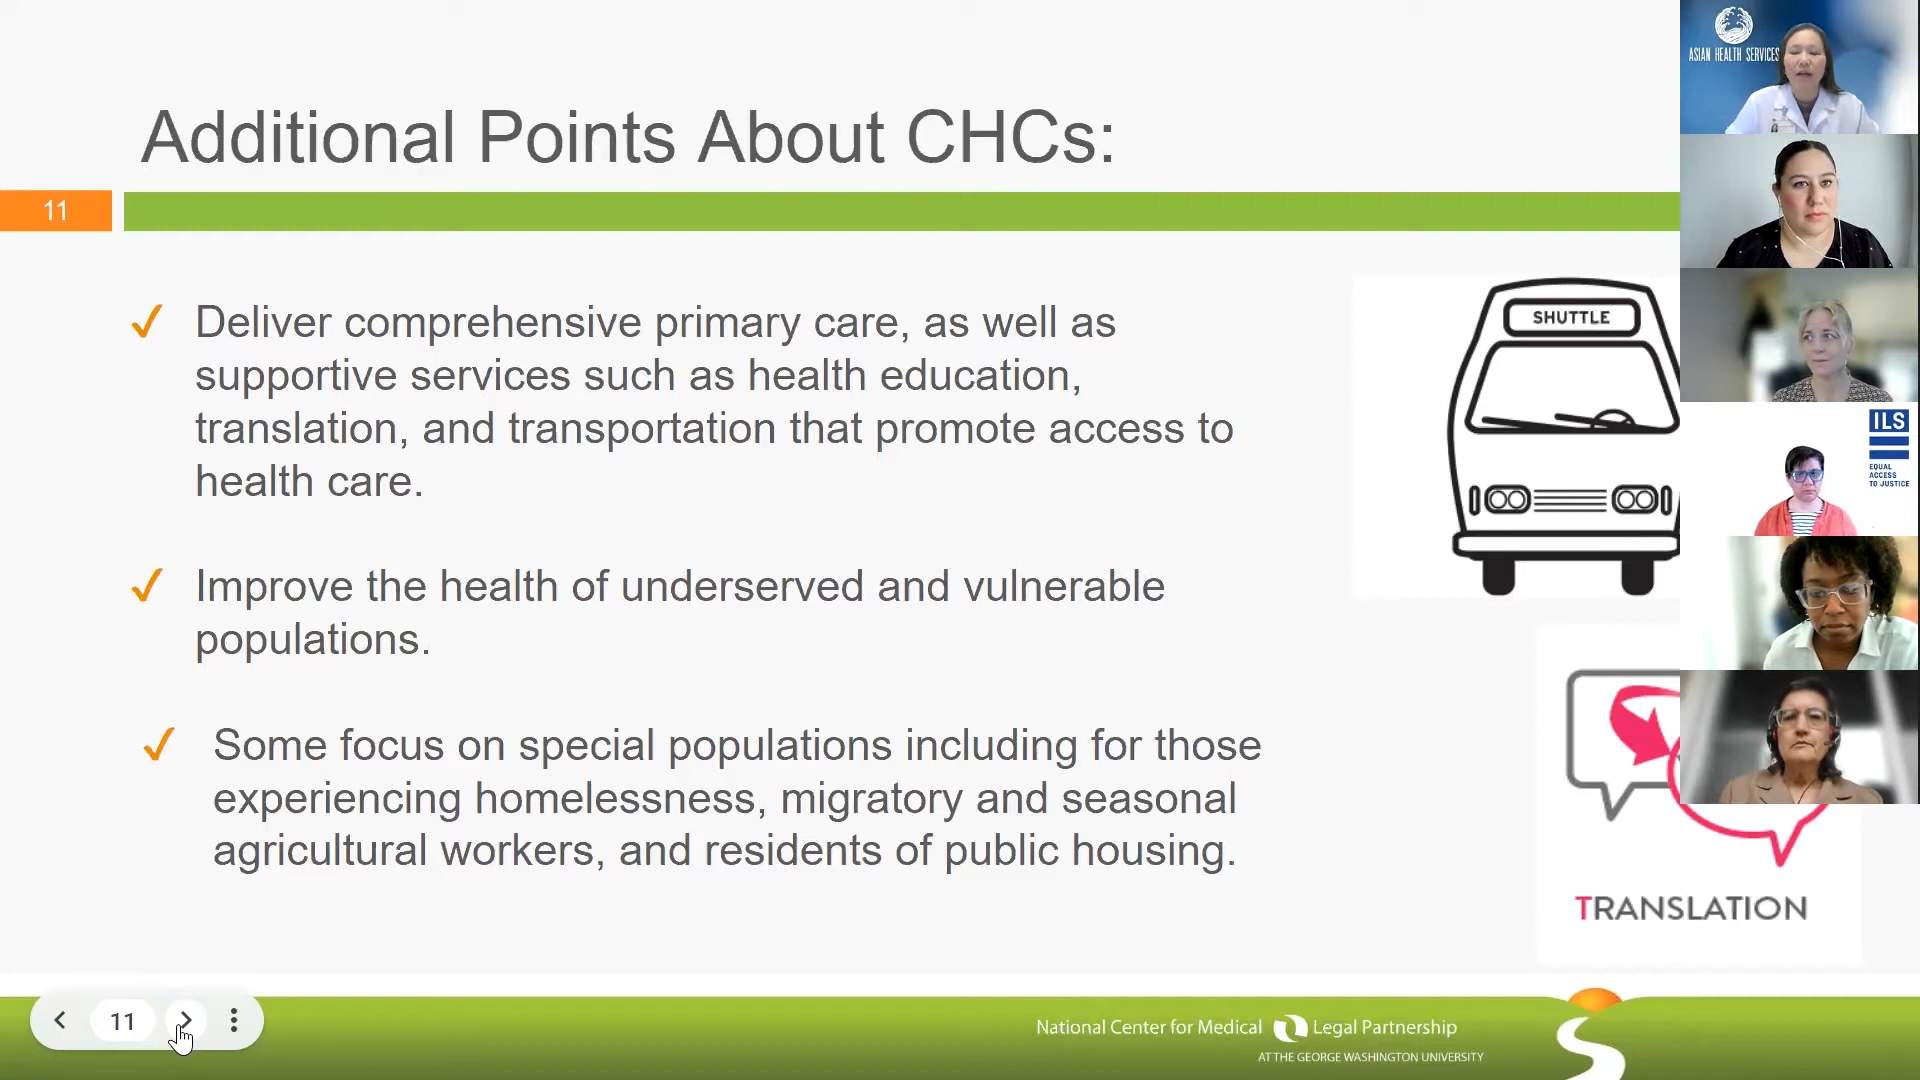 Additional Points About CHCs:
11
✓ Deliver comprehensive primary care, as well as
supportive services such as health education,
translation, and transportation that promote access to
health care.
✓ Improve the health of underserved and vulnerable
populations.
✓ Some focus on special populations including for those
experiencing homelessness, migratory and seasonal
agricultural workers, and residents of public housing.
SHUTTLE
TRANSLATION
ASIAN HEALTH SERVICES
ILS
EQUAL
ACCESS
TO JUSTICE
11
National Center for Medical Legal Partnership
AT THE GEORGE WASHINGTON UNIVERSITY